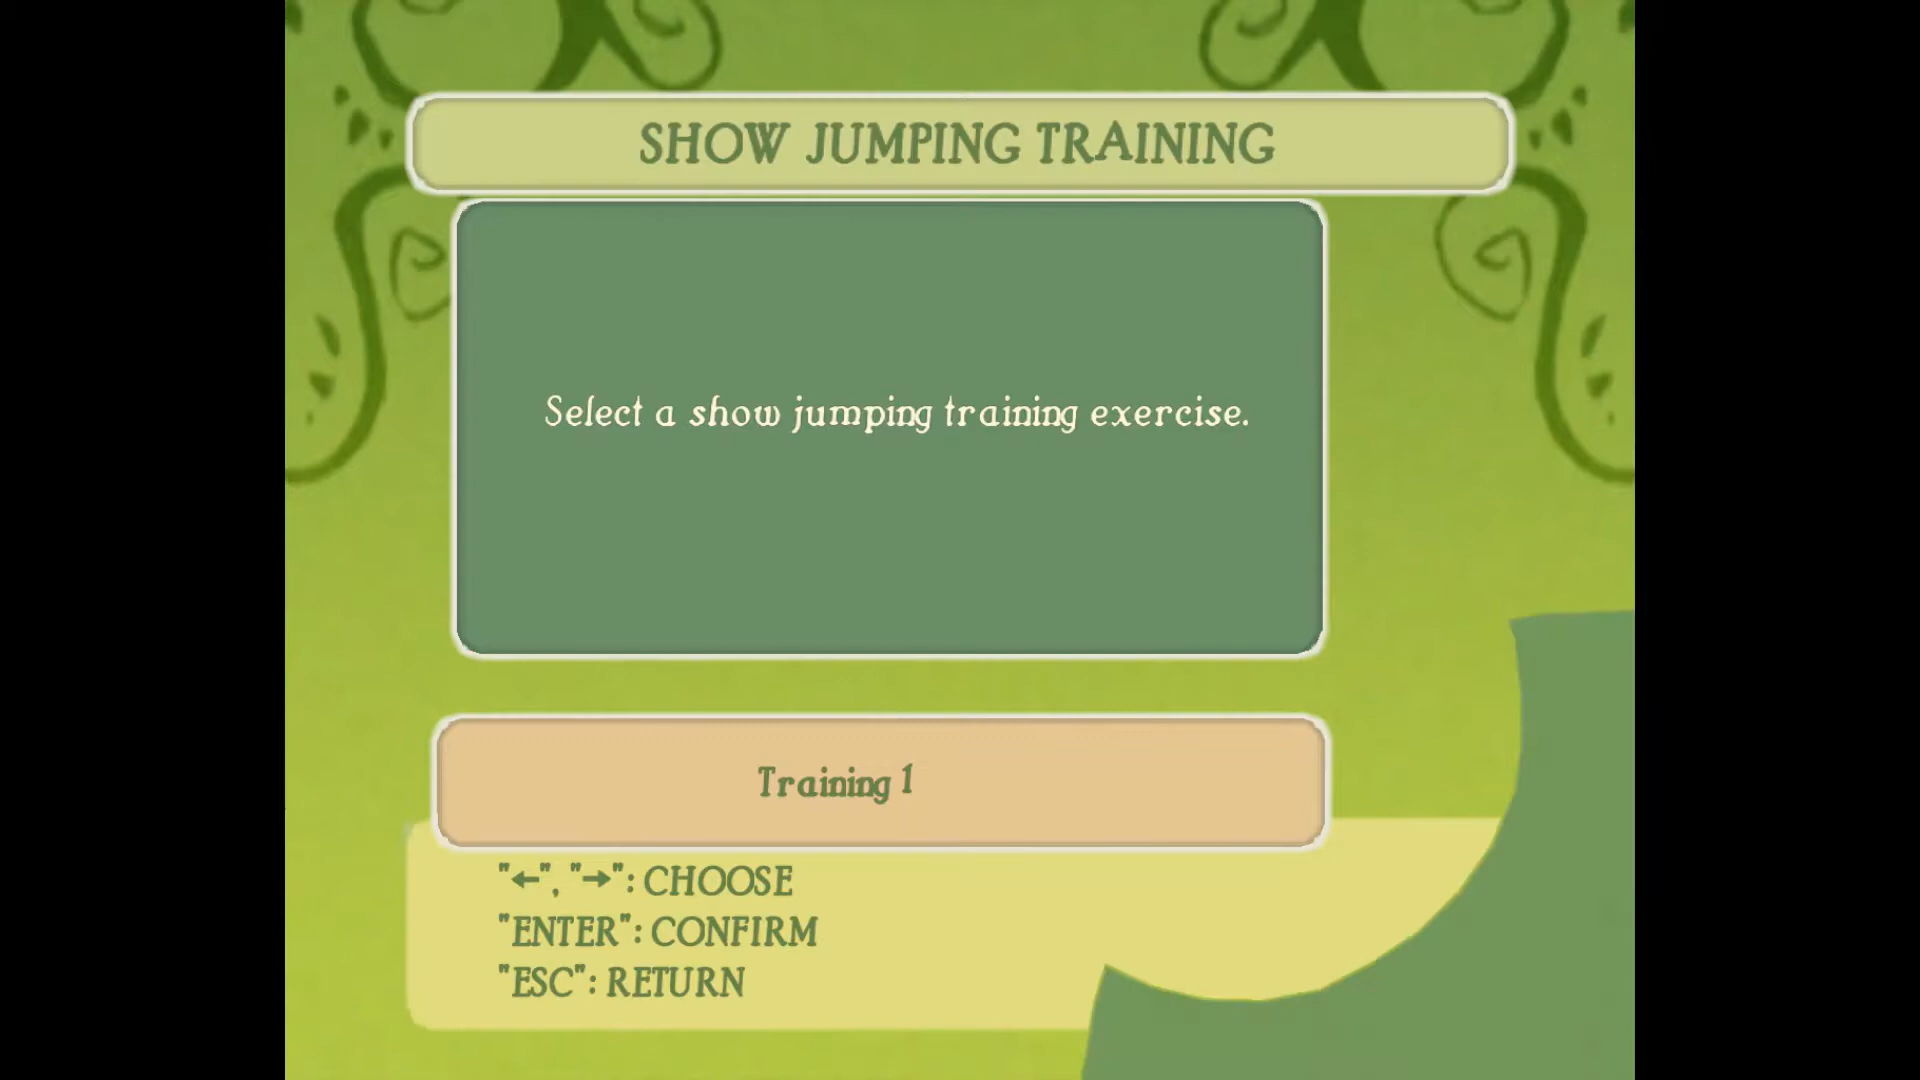 SHOW JUMPING TRAINING
Select a show jumping training exercise.
Training 1
"←", "→": CHOOSE
"ENTER": CONFIRM
"ESC": RETURN